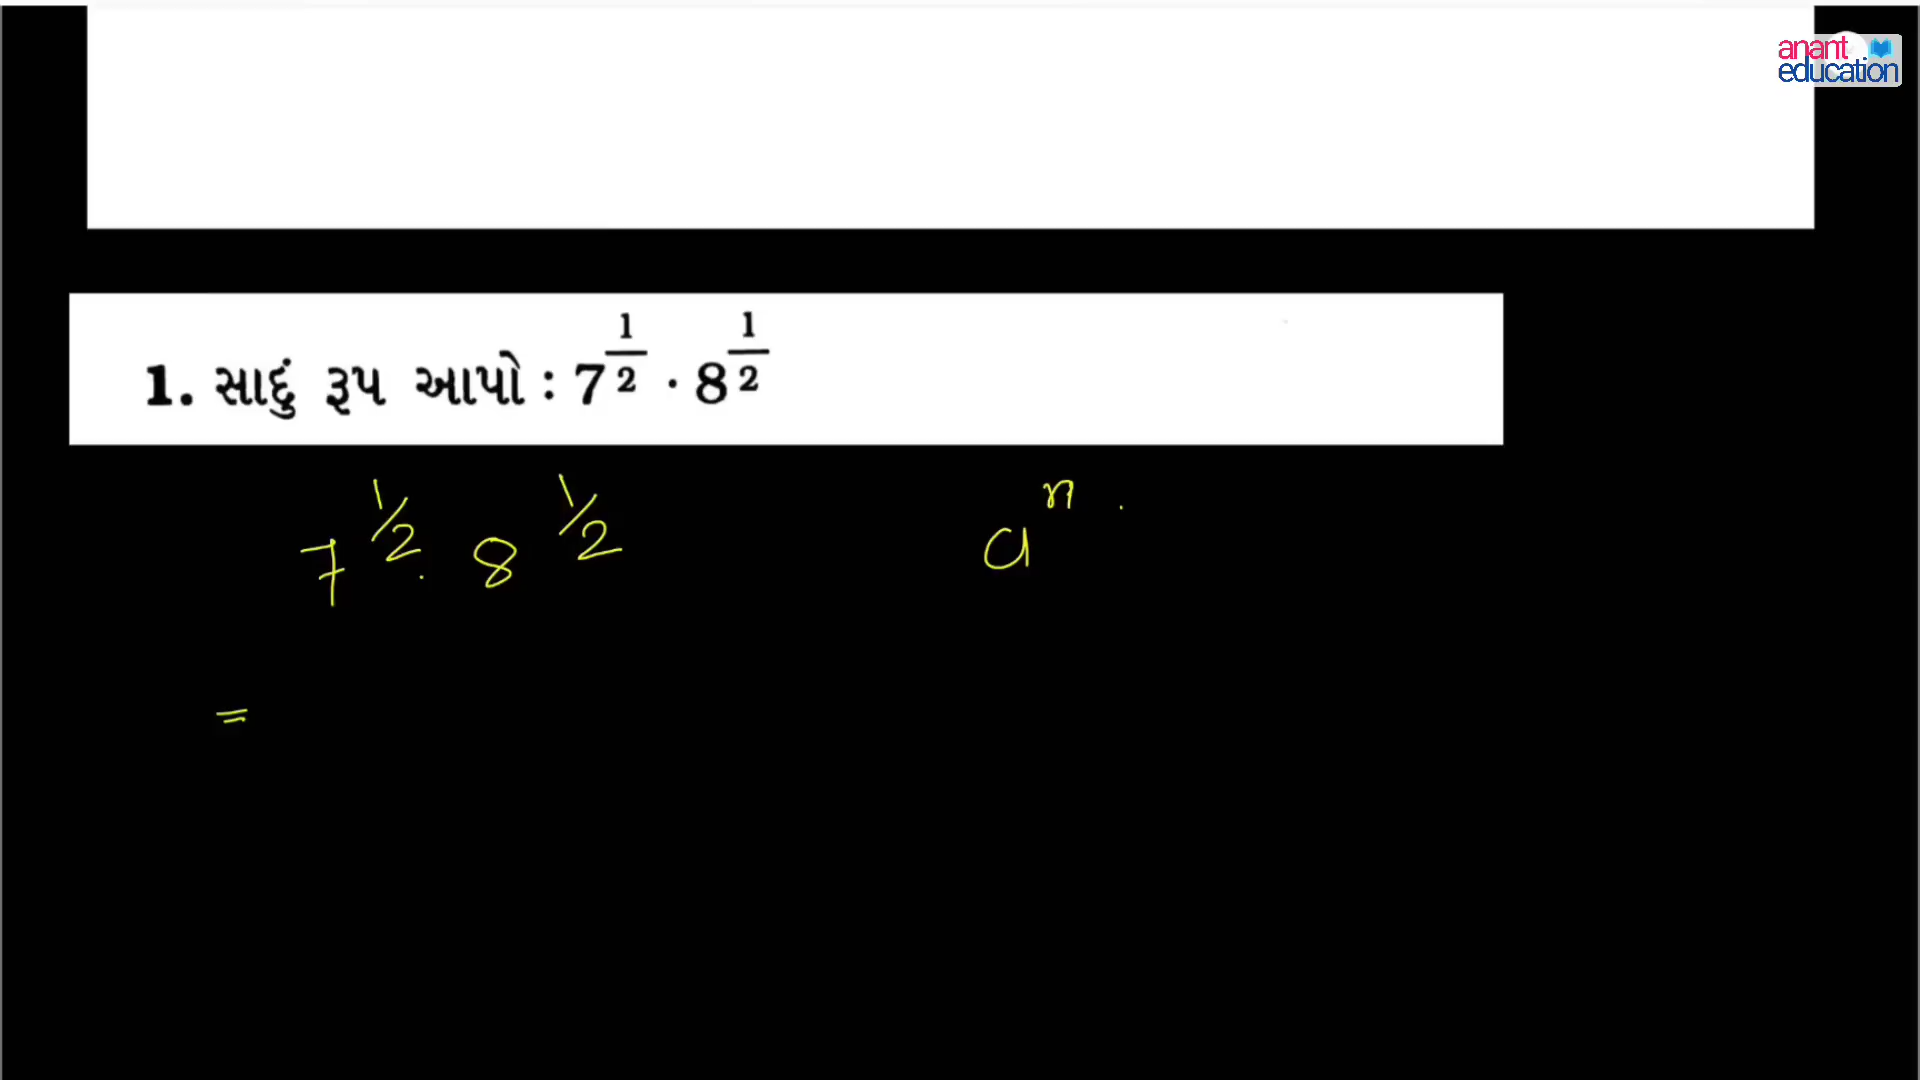 anant
education
1. સાદું રૂપ આપો : 7^{1/2} · 8^{1/2}
7^{1/2} . 8^{1/2}
a^n .
=